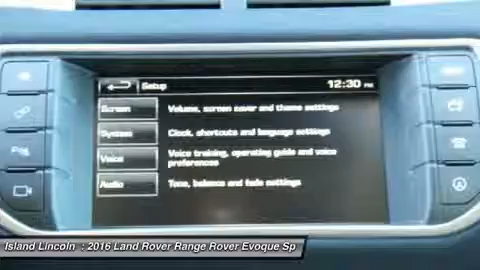 Setup
12:30 PM
Screen
Volume, screen saver and theme settings
System
Clock, shortcuts and language settings
Voice
Voice training, operating guide and voice
preferences
Audio
Tone, balance and fade settings
Island Lincoln : 2016 Land Rover Range Rover Evoque Sp